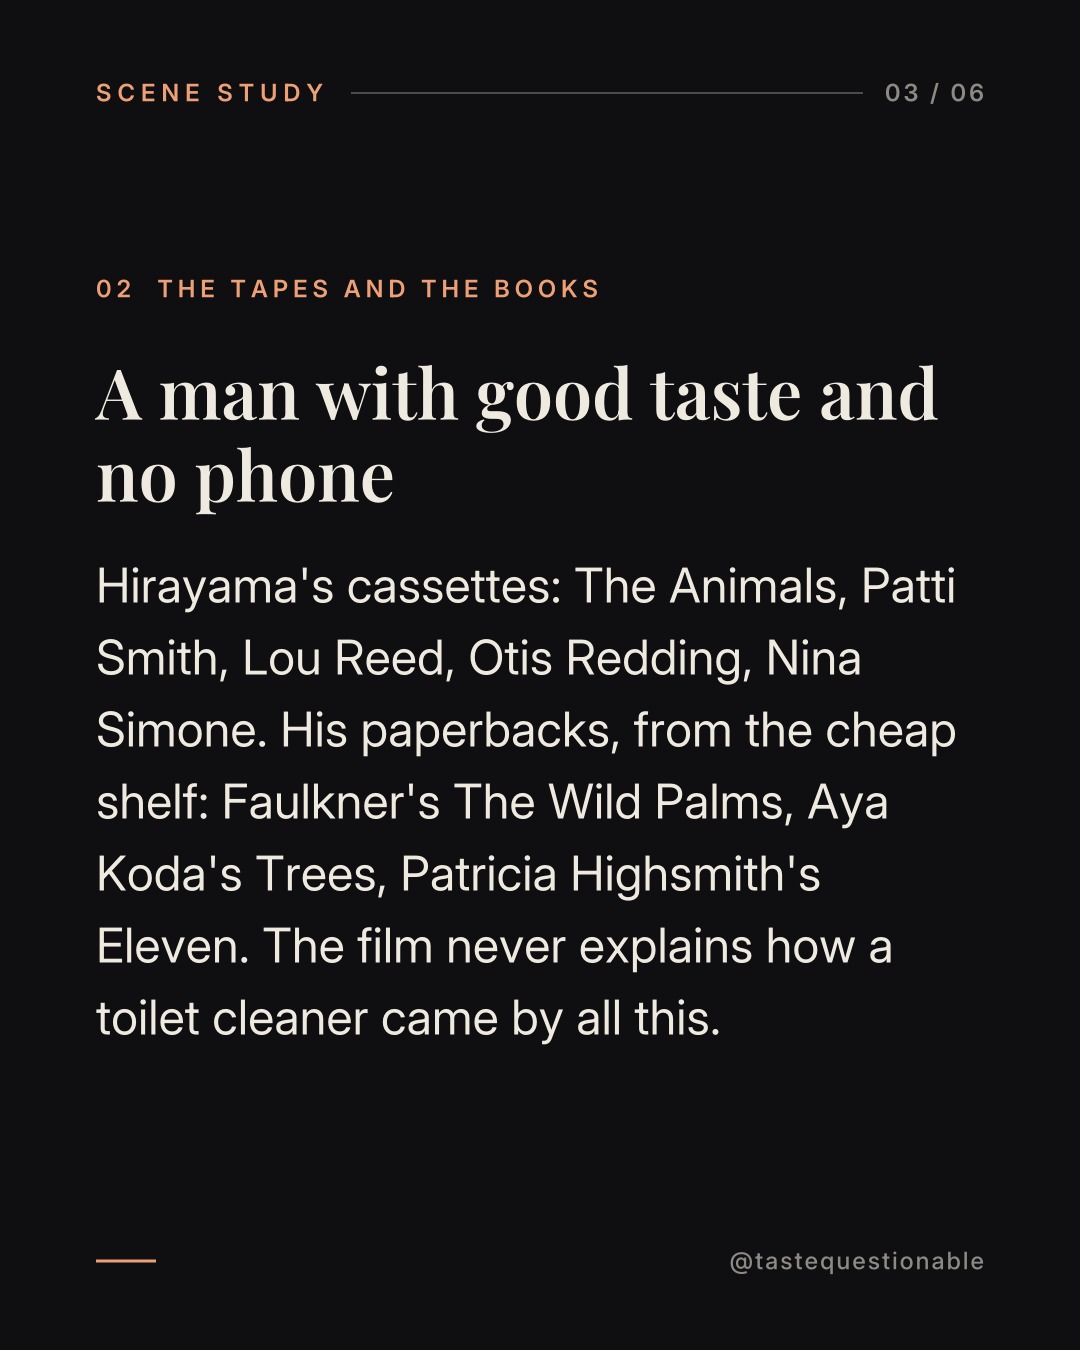 SCENE STUDY
03 / 06
02 THE TAPES AND THE BOOKS
A man with good taste and
no phone
Hirayama's cassettes: The Animals, Patti
Smith, Lou Reed, Otis Redding, Nina
Simone. His paperbacks, from the cheap
shelf: Faulkner's The Wild Palms, Aya
Koda's Trees, Patricia Highsmith's
Eleven. The film never explains how a
toilet cleaner came by all this.
@tastequestionable